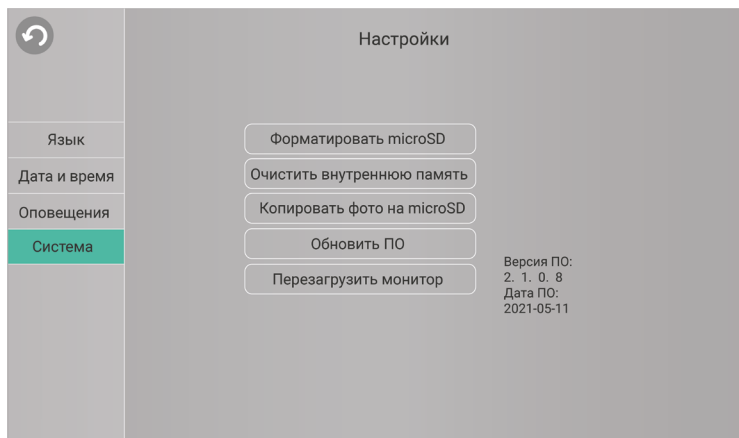 Настройки
Язык
Дата и время
Оповещения
Система
Форматировать microSD
Очистить внутреннюю память
Копировать фото на microSD
Обновить ПО
Перезагрузить монитор
Версия ПО:
2. 1. 0. 8
Дата ПО:
2021-05-11